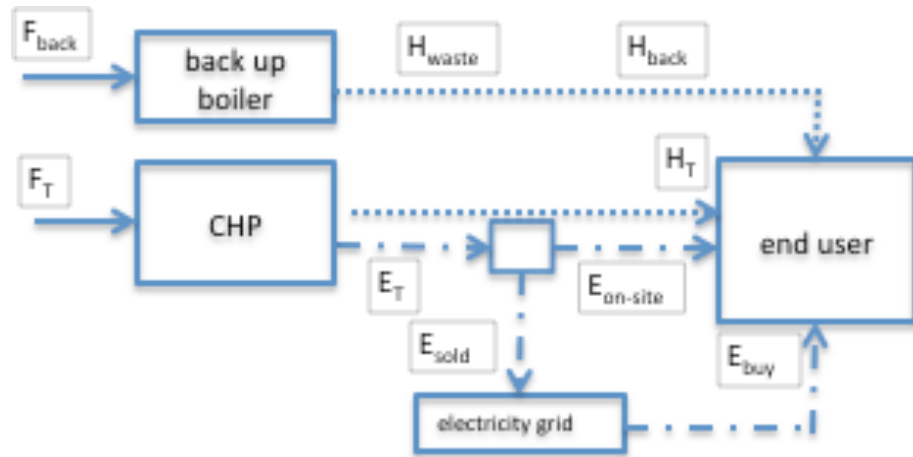 F_back
back up
boiler
H_waste
H_back
F_T
CHP
H_T
end user
E_T
E_on-site
E_sold
E_buy
electricity grid